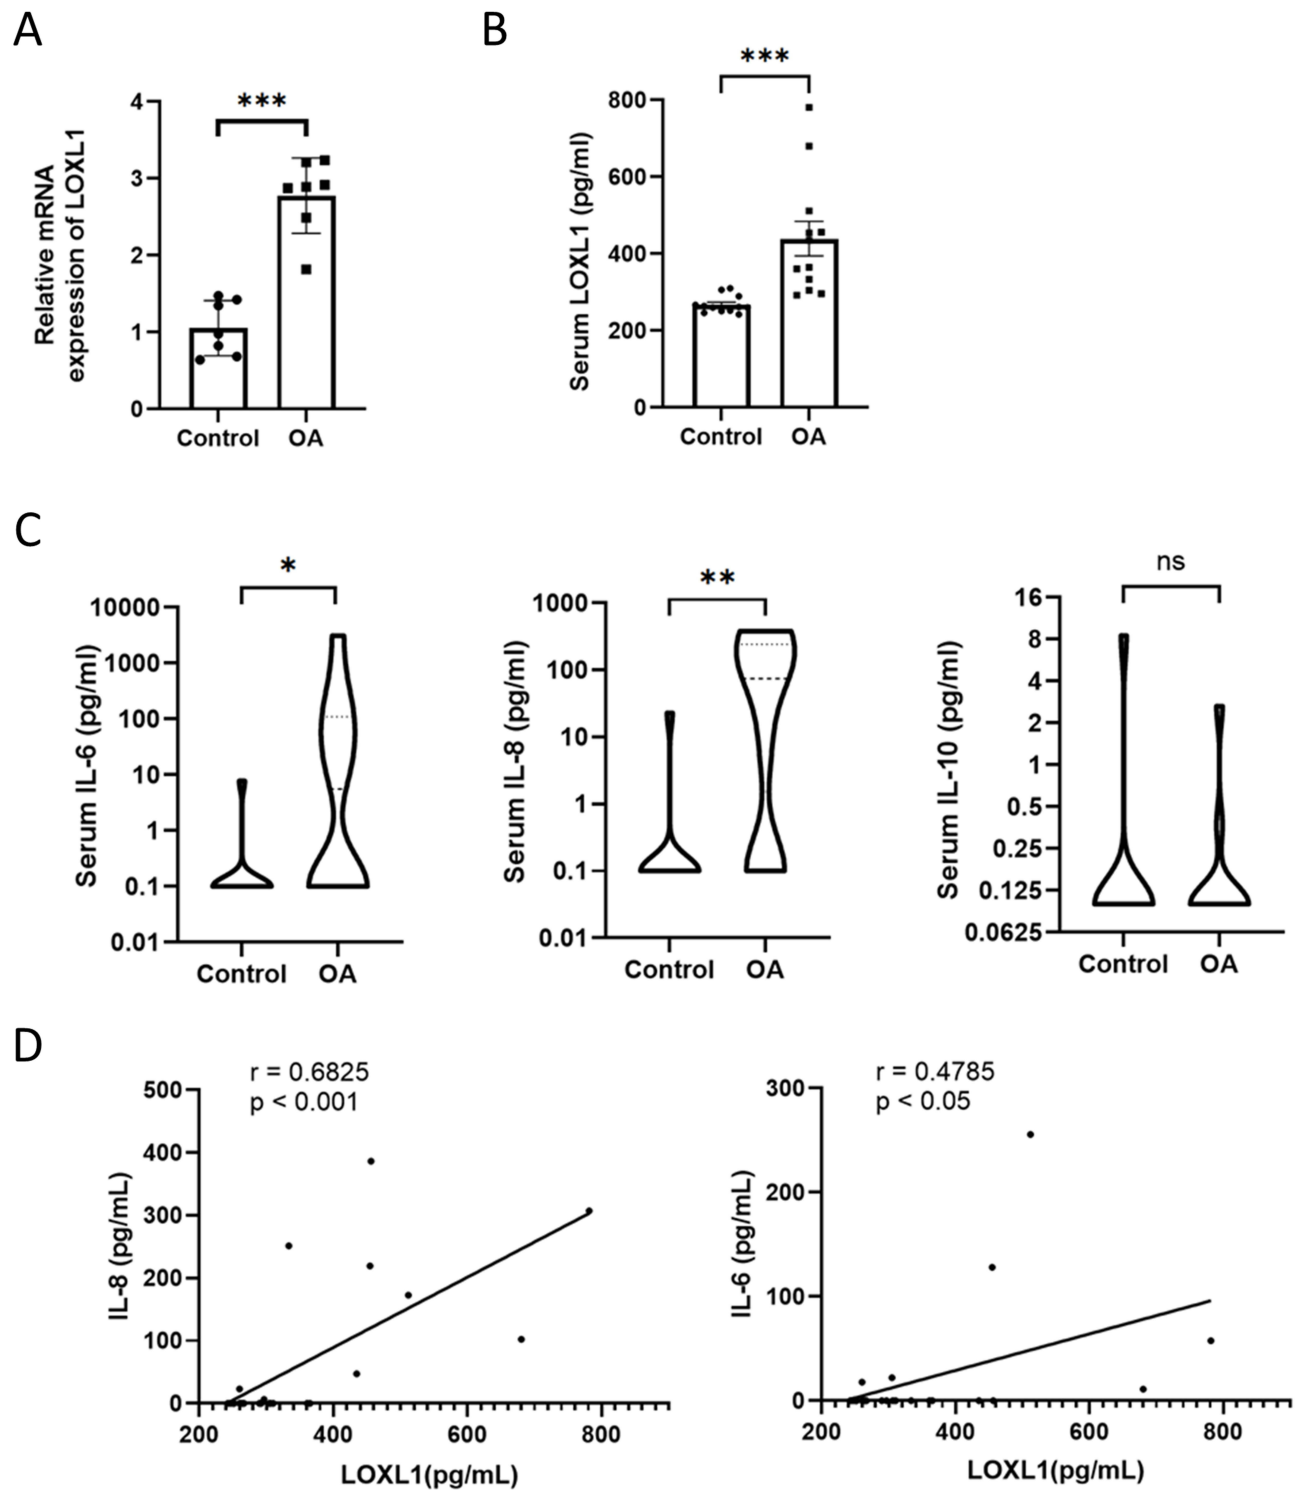 A
B
***
4
3
2
1
0
Relative mRNA
expression of LOXL1
Control
OA
***
800
600
400
200
0
Serum LOXL1 (pg/ml)
Control
OA
C
*
10000
1000
100
10
1
0.1
0.01
Serum IL-6 (pg/ml)
Control
OA
**
1000
100
10
1
0.1
0.01
Serum IL-8 (pg/ml)
Control
OA
ns
16
8
4
2
1
0.5
0.25
0.125
0.0625
Serum IL-10 (pg/ml)
Control
OA
D
r = 0.6825
p < 0.001
500
400
300
200
100
0
IL-8 (pg/mL)
200
400
600
800
LOXL1(pg/mL)
r = 0.4785
p < 0.05
300
200
100
0
IL-6 (pg/mL)
200
400
600
800
LOXL1(pg/mL)